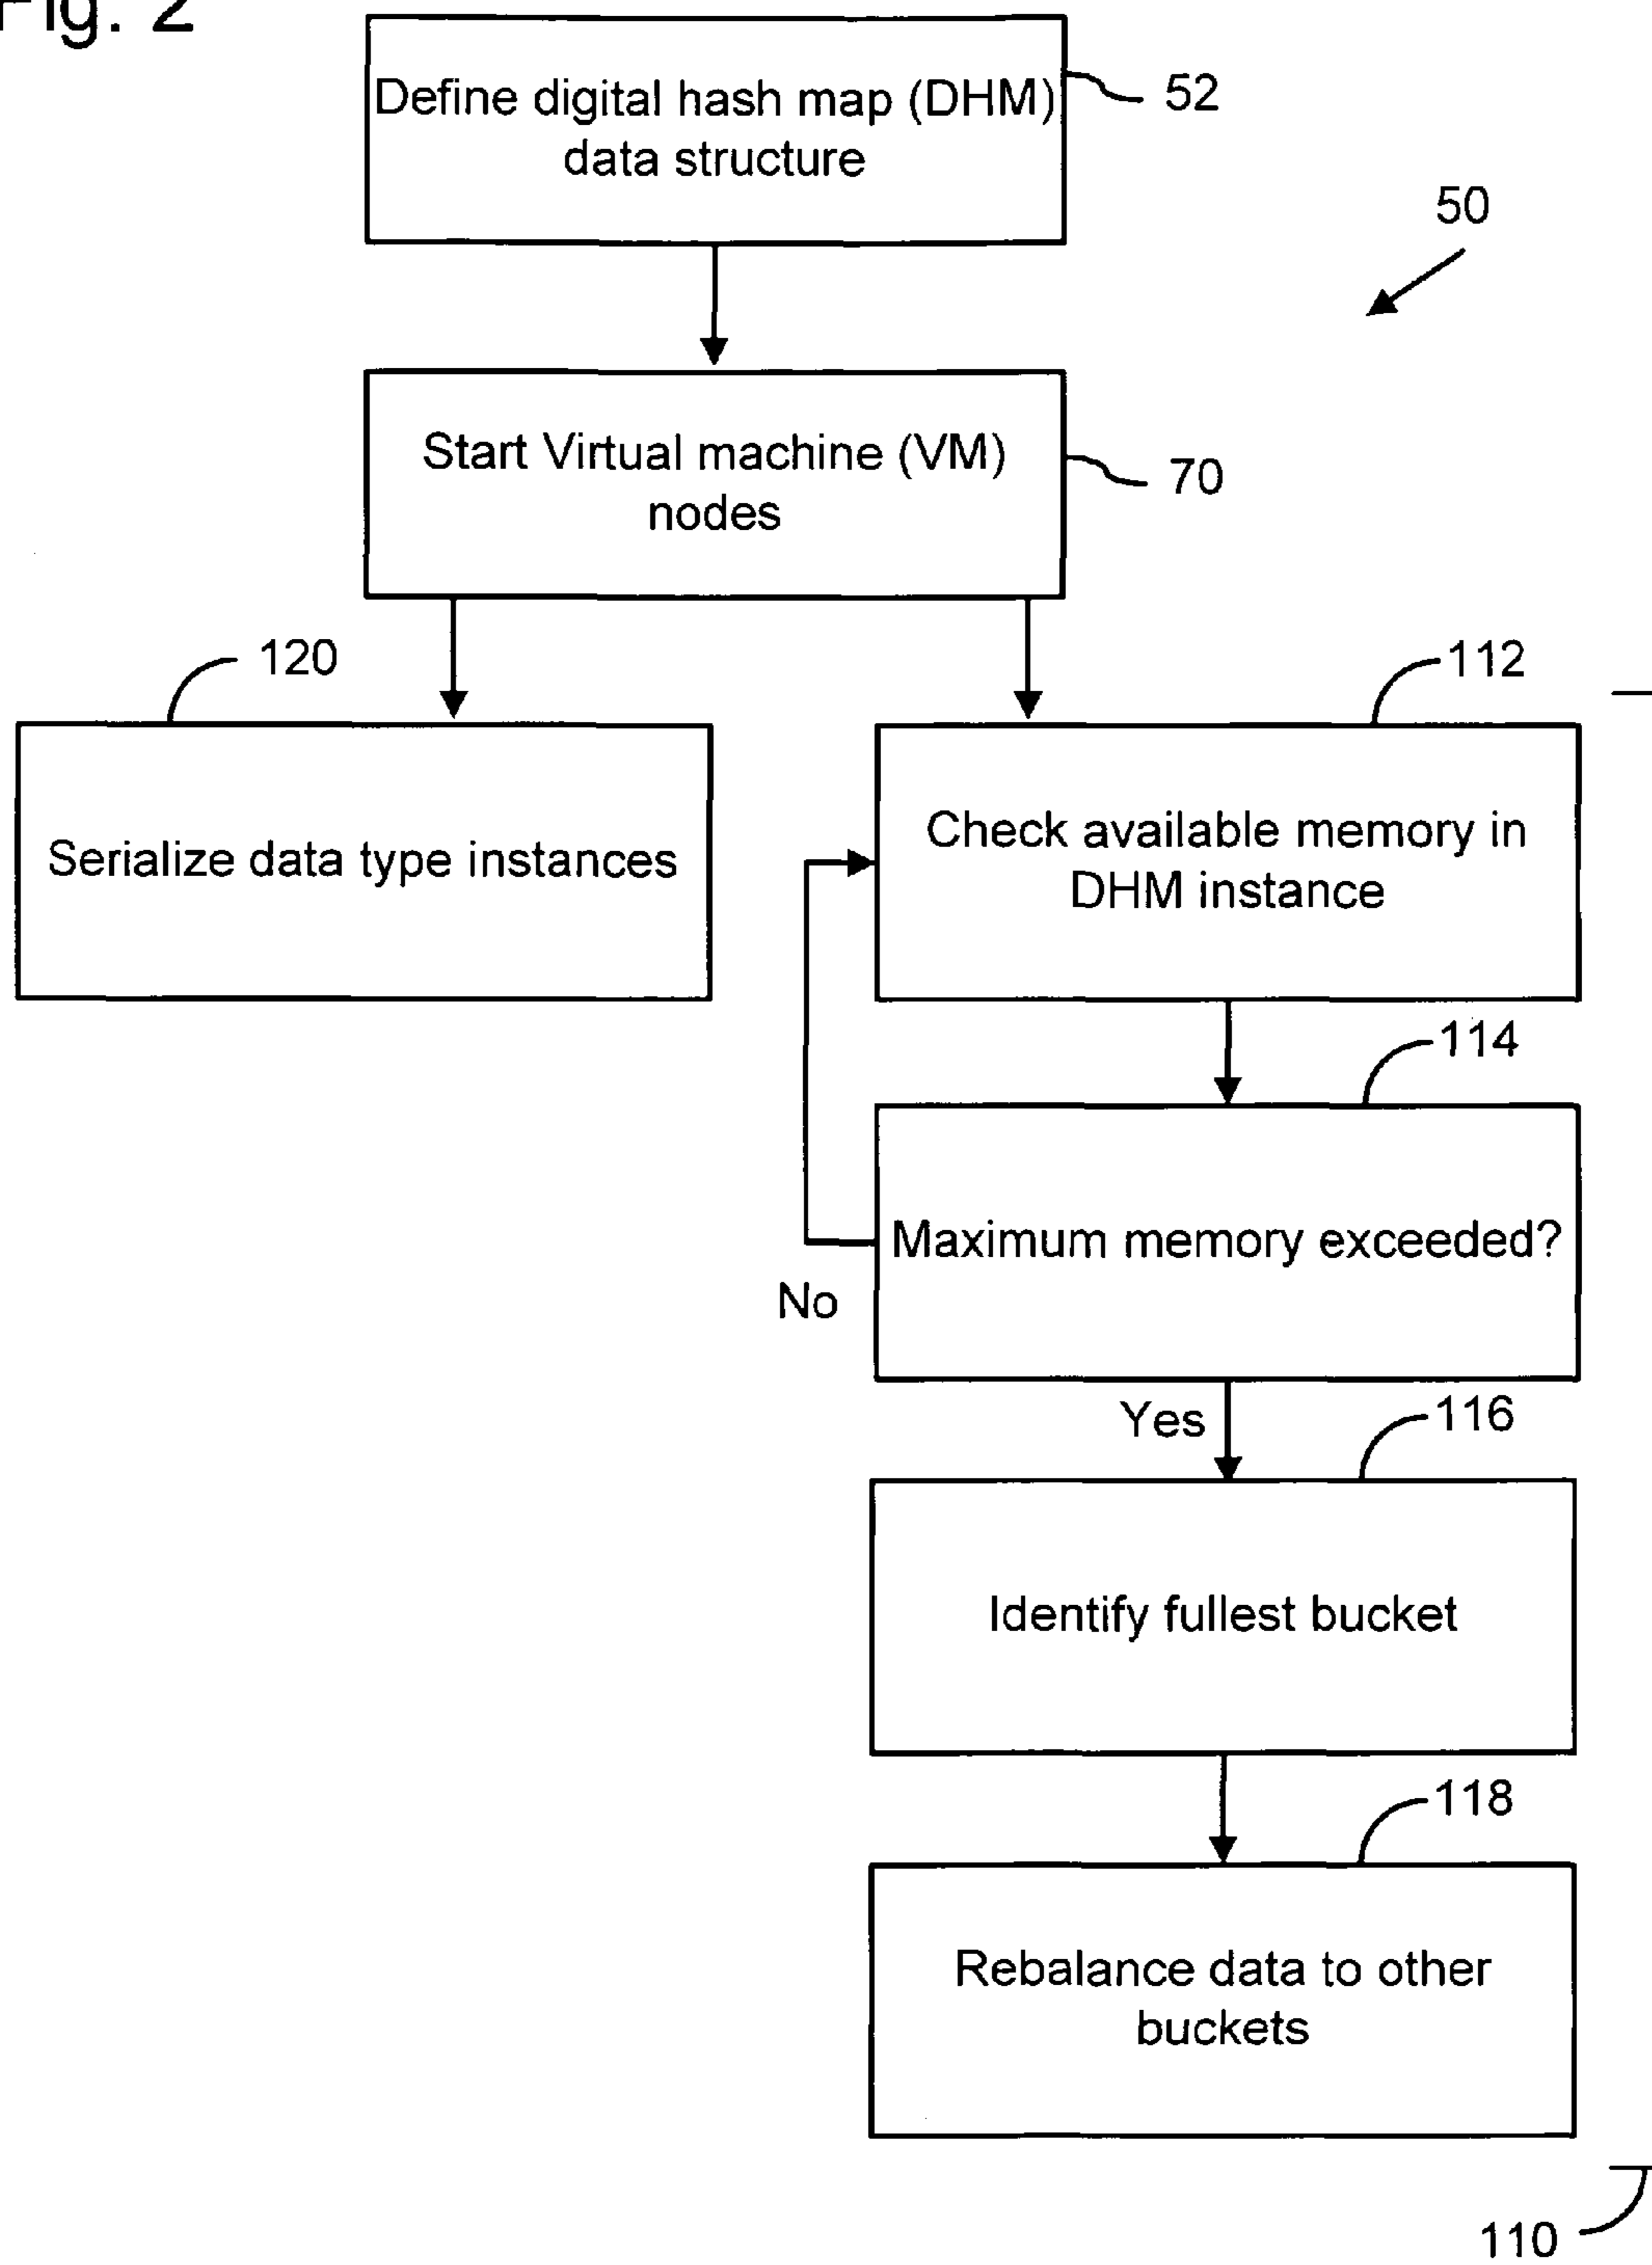 Fig. 2
Define digital hash map (DHM)
data structure
52
50
Start Virtual machine (VM)
nodes
70
120
112
Serialize data type instances
Check available memory in
DHM instance
114
Maximum memory exceeded?
No
Yes
116
Identify fullest bucket
118
Rebalance data to other
buckets
110